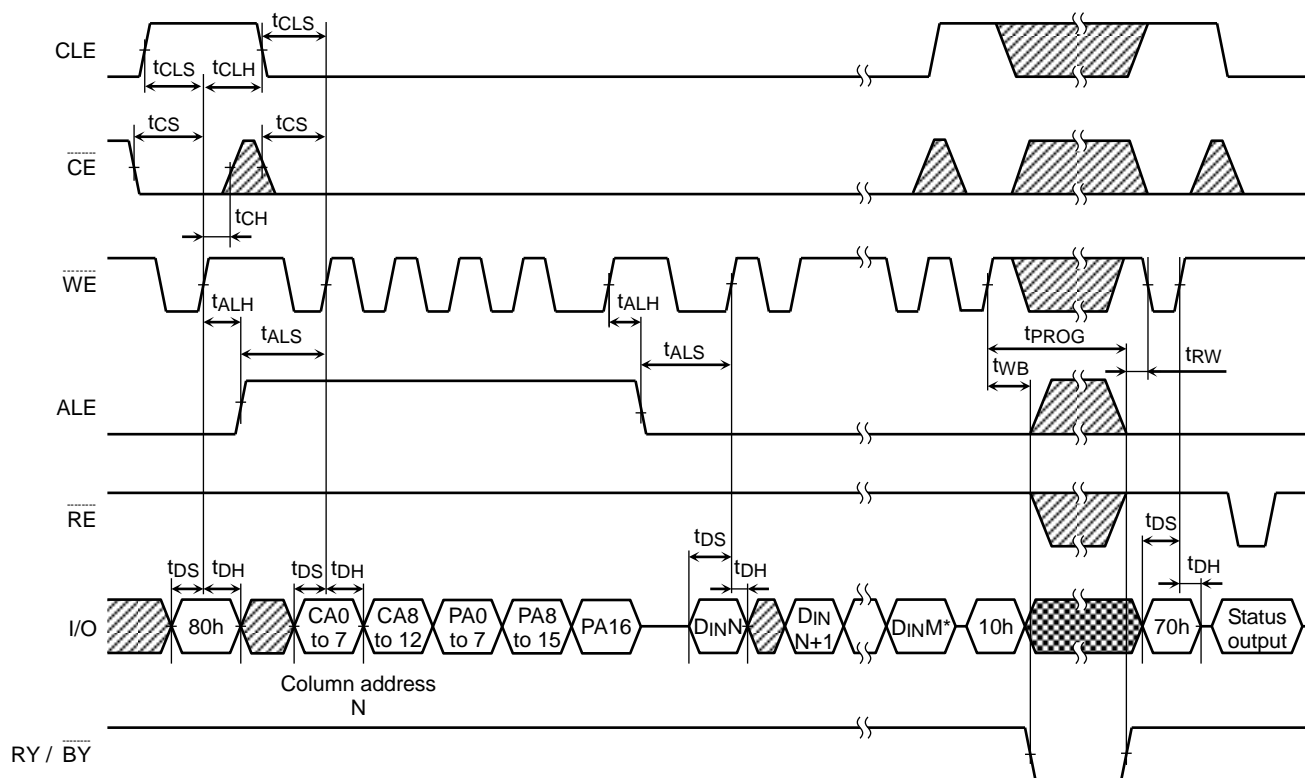 CLE
tCLS
tCLS
tCLH
CE
tCS
tCS
tCH
WE
tALH
tALS
tALH
tALS
tPROG
tWB
tRW
ALE
RE
tDS
tDH
tDS
tDH
tDS
tDH
tDS
tDH
I/O
80h
CA0 to 7
CA8 to 12
PA0 to 7
PA8 to 15
PA16
DINN
DIN N+1
DINM*
10h
70h
Status output
Column address
N
RY / BY